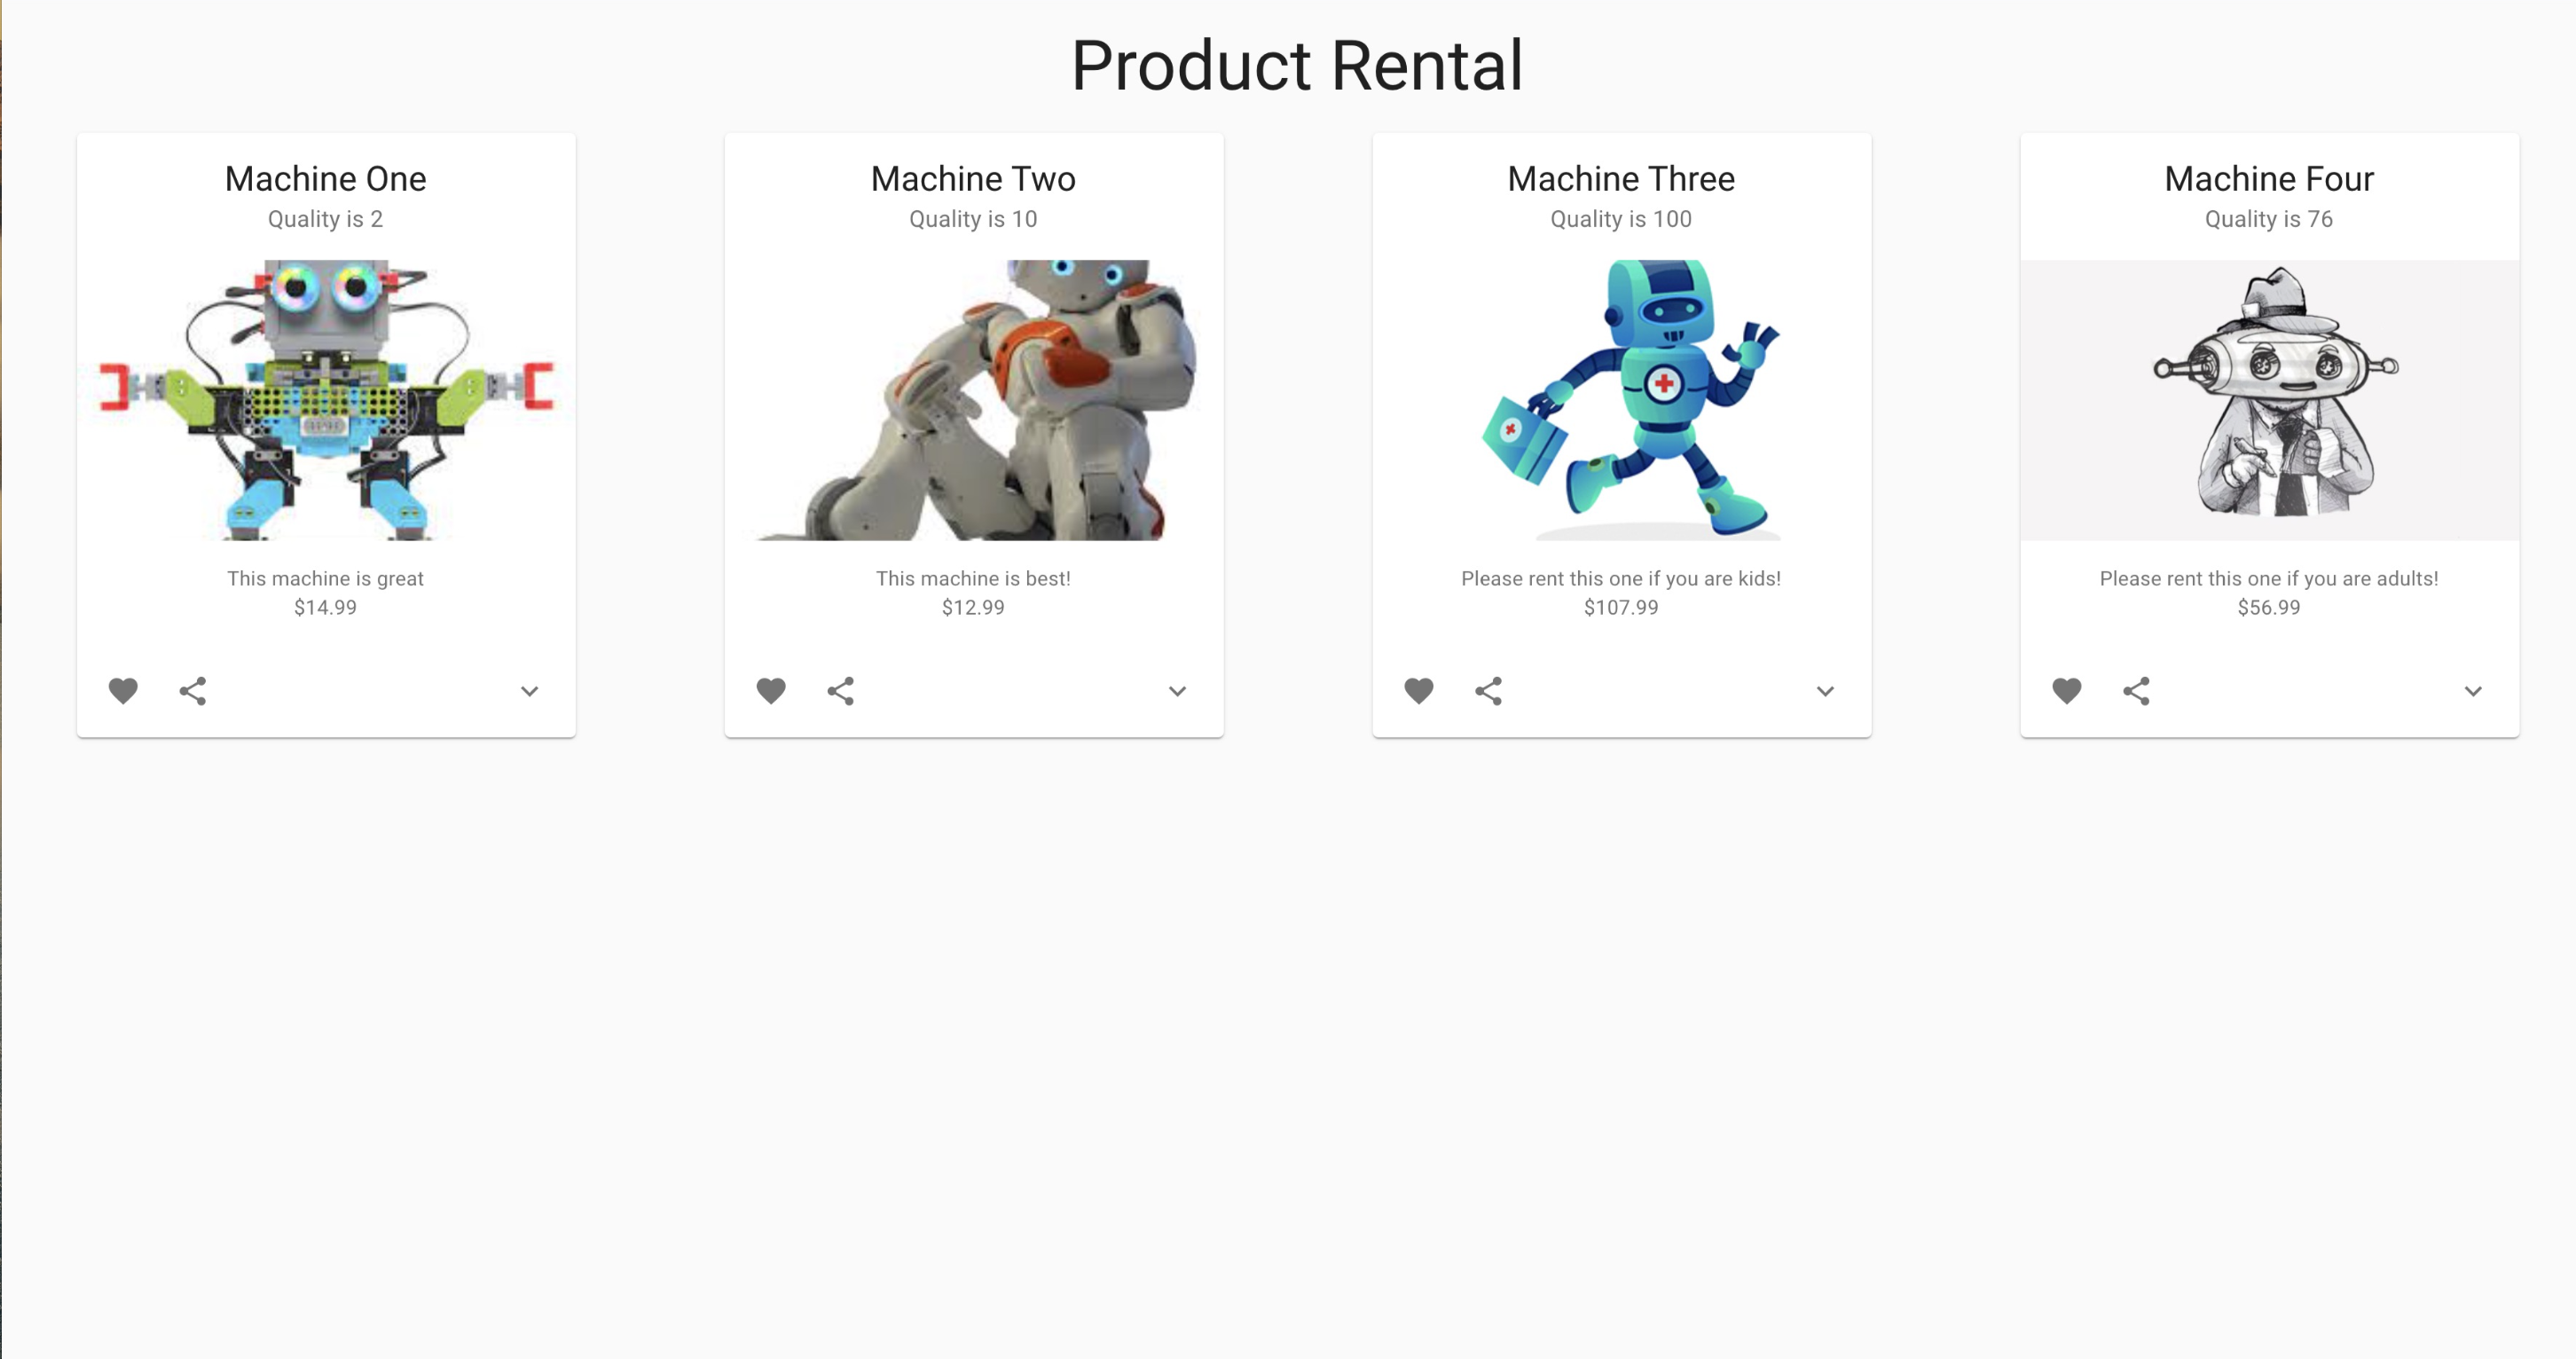 Product Rental
Machine One
Quality is 2
This machine is great
$14.99
Machine Two
Quality is 10
This machine is best!
$12.99
Machine Three
Quality is 100
Please rent this one if you are kids!
$107.99
Machine Four
Quality is 76
Please rent this one if you are adults!
$56.99